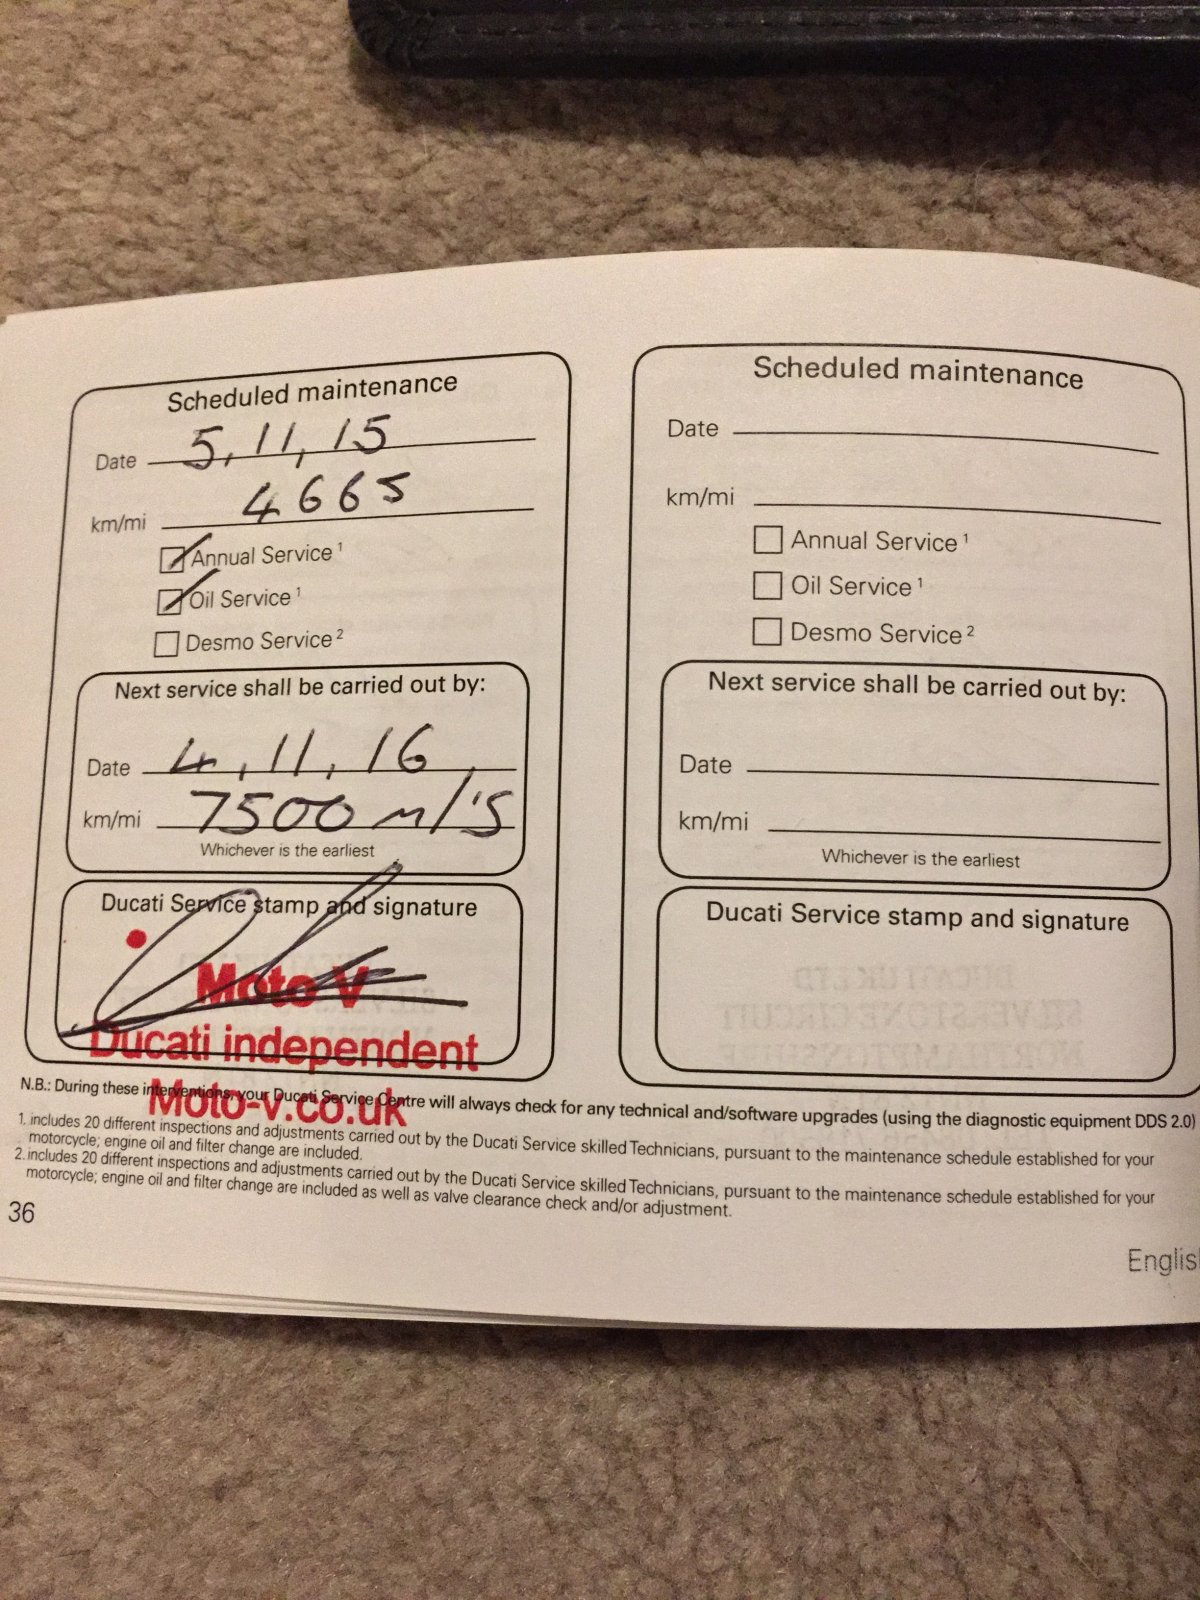 Scheduled maintenance
Date 5, 11, 15
km/mi 4665
Annual Service 1
Oil Service 1
Desmo Service 2
Next service shall be carried out by:
Date 4, 11, 16
km/mi 7500 m/'s
Whichever is the earliest
Ducati Service stamp and signature
Moto V
Ducati independent
Moto-v.co.uk
Scheduled maintenance
Date
km/mi
Annual Service 1
Oil Service 1
Desmo Service 2
Next service shall be carried out by:
Date
km/mi
Whichever is the earliest
Ducati Service stamp and signature
N.B.: During these interventions, your Ducati Service Centre will always check for any technical and/software upgrades (using the diagnostic equipment DDS 2.0)
1. includes 20 different inspections and adjustments carried out by the Ducati Service skilled Technicians, pursuant to the maintenance schedule established for your
motorcycle; engine oil and filter change are included.
2. includes 20 different inspections and adjustments carried out by the Ducati Service skilled Technicians, pursuant to the maintenance schedule established for your
motorcycle; engine oil and filter change are included as well as valve clearance check and/or adjustment.
36
Englis